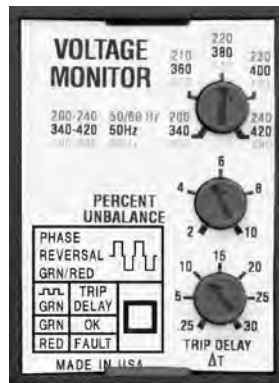 VOLTAGE
MONITOR
220
380
210
360
230
400
200-240 50/60 Hz
340-420 50Hz
200
340
240
420
PERCENT
UNBALANCE
6
4
8
2
10
PHASE
REVERSAL
GRN/RED
GRN
TRIP
DELAY
GRN
OK
RED
FAULT
15
10
20
5
25
.25
30
TRIP DELAY
ΔT
MADE IN USA